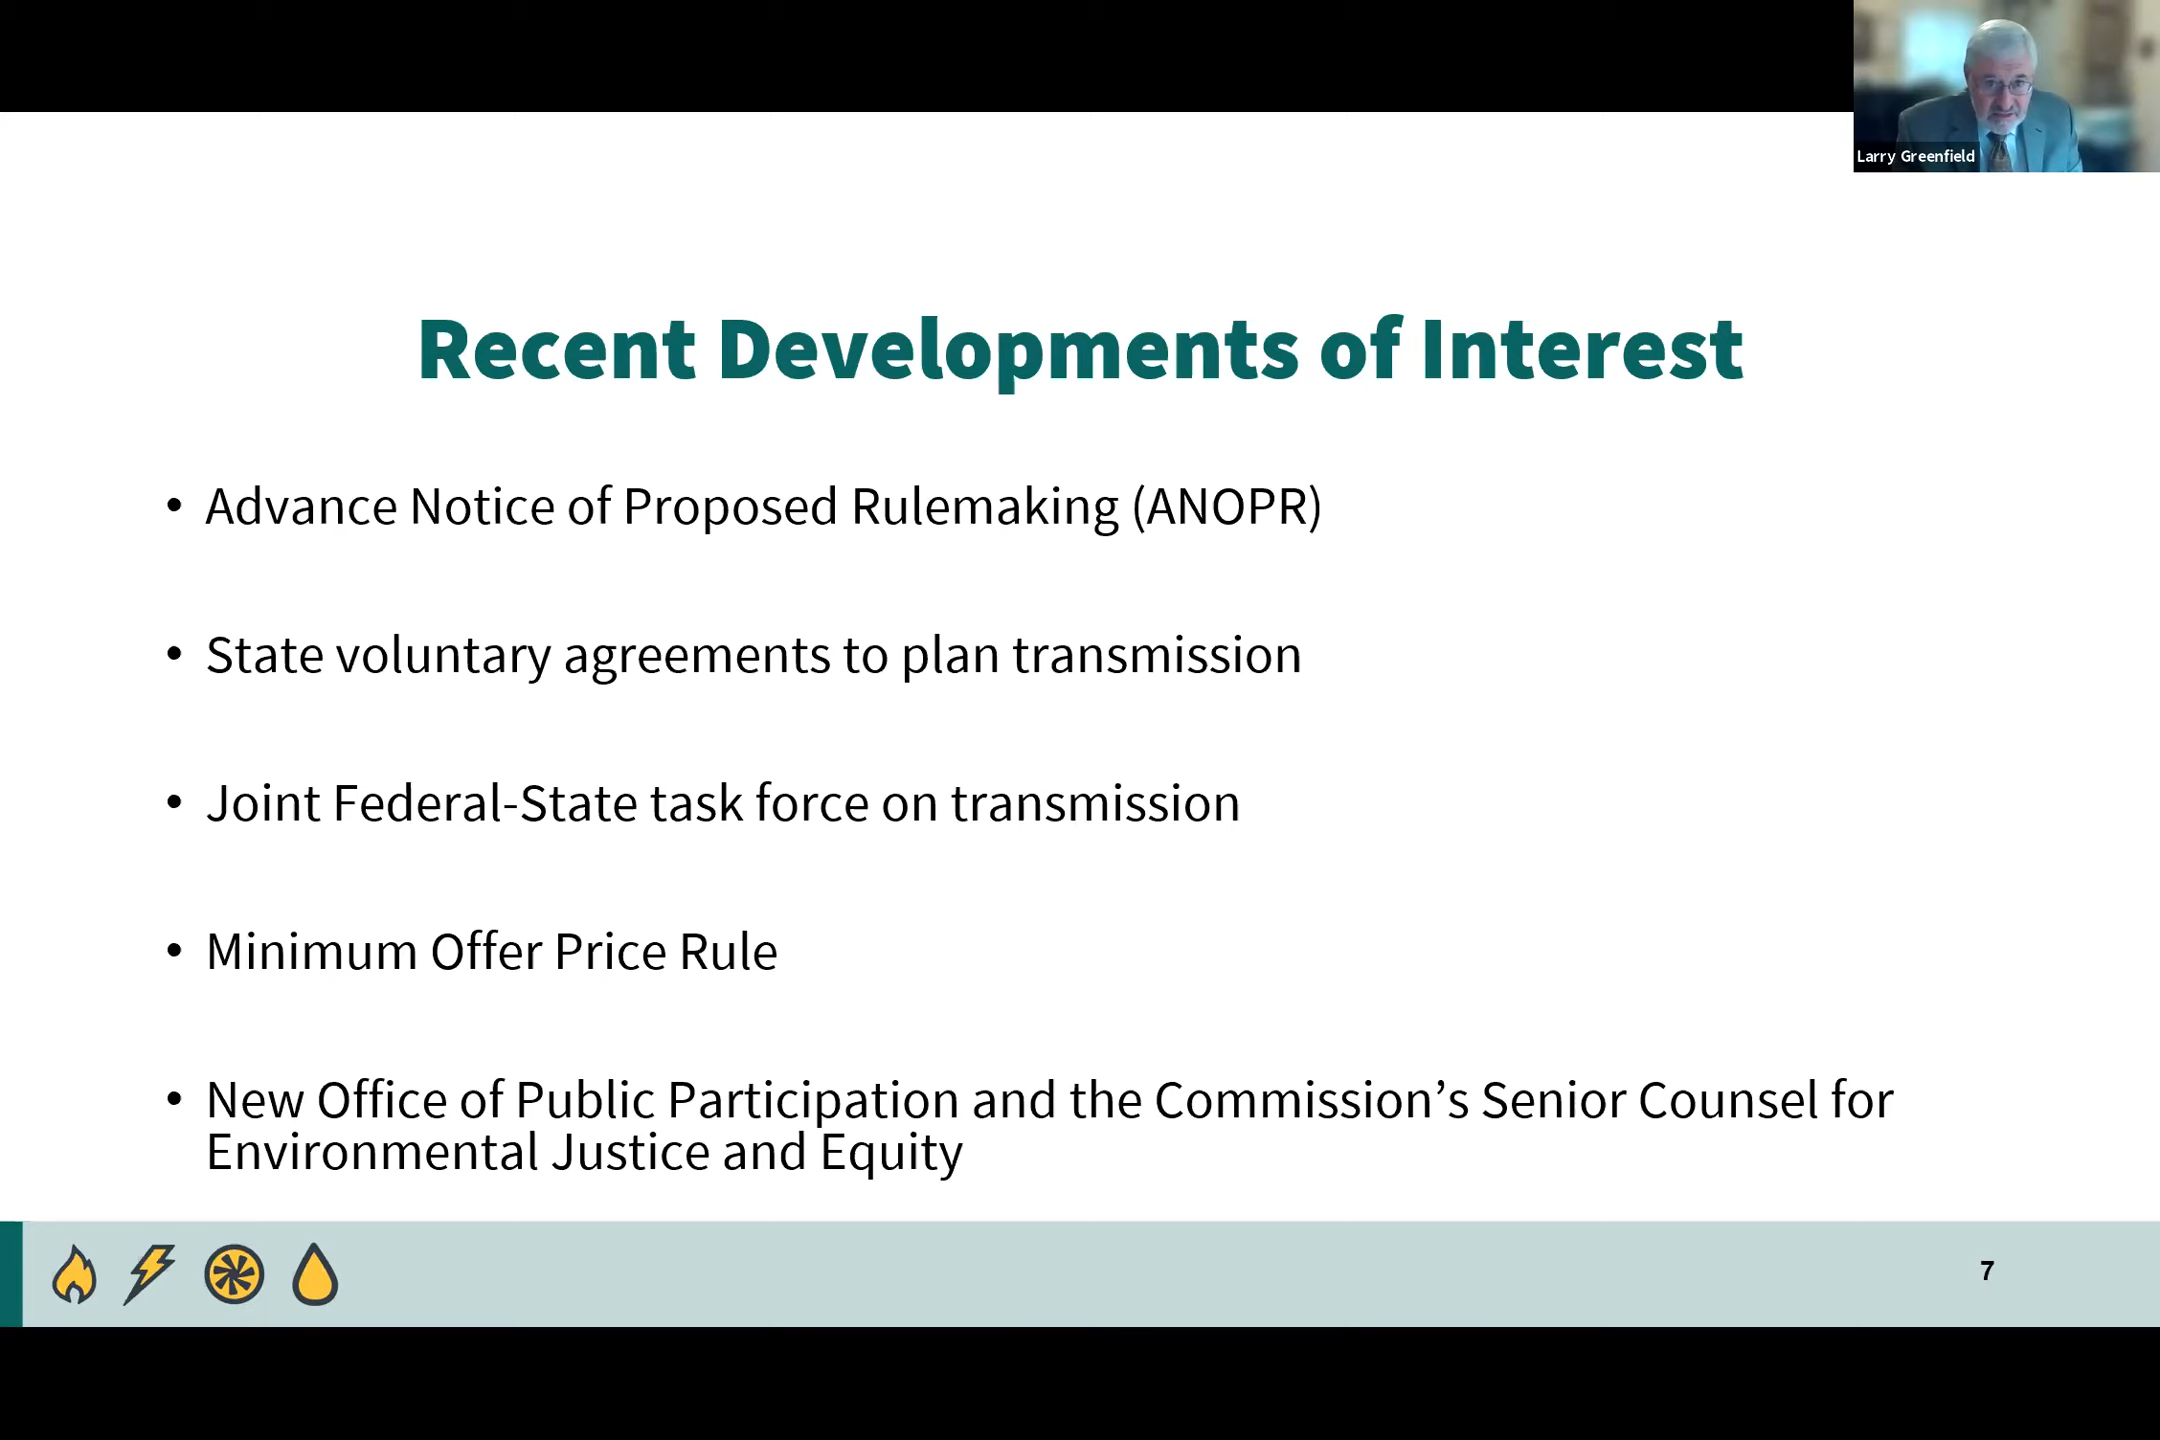 Larry Greenfield
Recent Developments of Interest
• Advance Notice of Proposed Rulemaking (ANOPR)
• State voluntary agreements to plan transmission
• Joint Federal-State task force on transmission
• Minimum Offer Price Rule
• New Office of Public Participation and the Commission’s Senior Counsel for
Environmental Justice and Equity
7